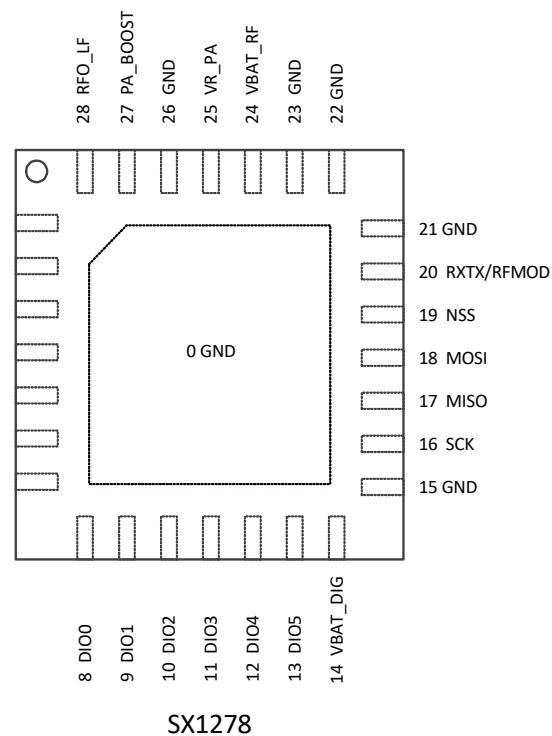 28 RFO_LF
27 PA_BOOST
26 GND
25 VR_PA
24 VBAT_RF
23 GND
22 GND
21 GND
20 RXTX/RFMOD
19 NSS
18 MOSI
17 MISO
16 SCK
15 GND
0 GND
8 DIO0
9 DIO1
10 DIO2
11 DIO3
12 DIO4
13 DIO5
14 VBAT_DIG
SX1278